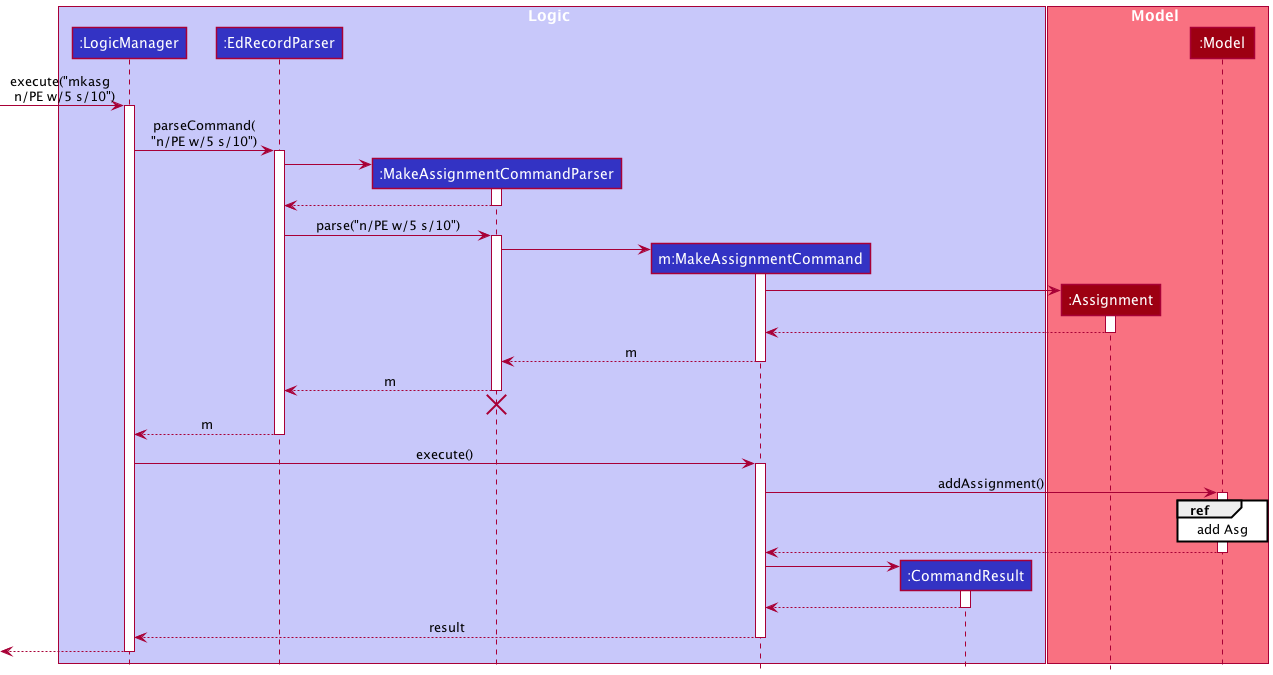 Logic
Model
:LogicManager
:EdRecordParser
:Model
execute("mkasg
n/PE w/5 s/10")
parseCommand(
"n/PE w/5 s/10")
:MakeAssignmentCommandParser
parse("n/PE w/5 s/10")
m:MakeAssignmentCommand
:Assignment
m
m
m
execute()
addAssignment()
ref
add Asg
:CommandResult
result